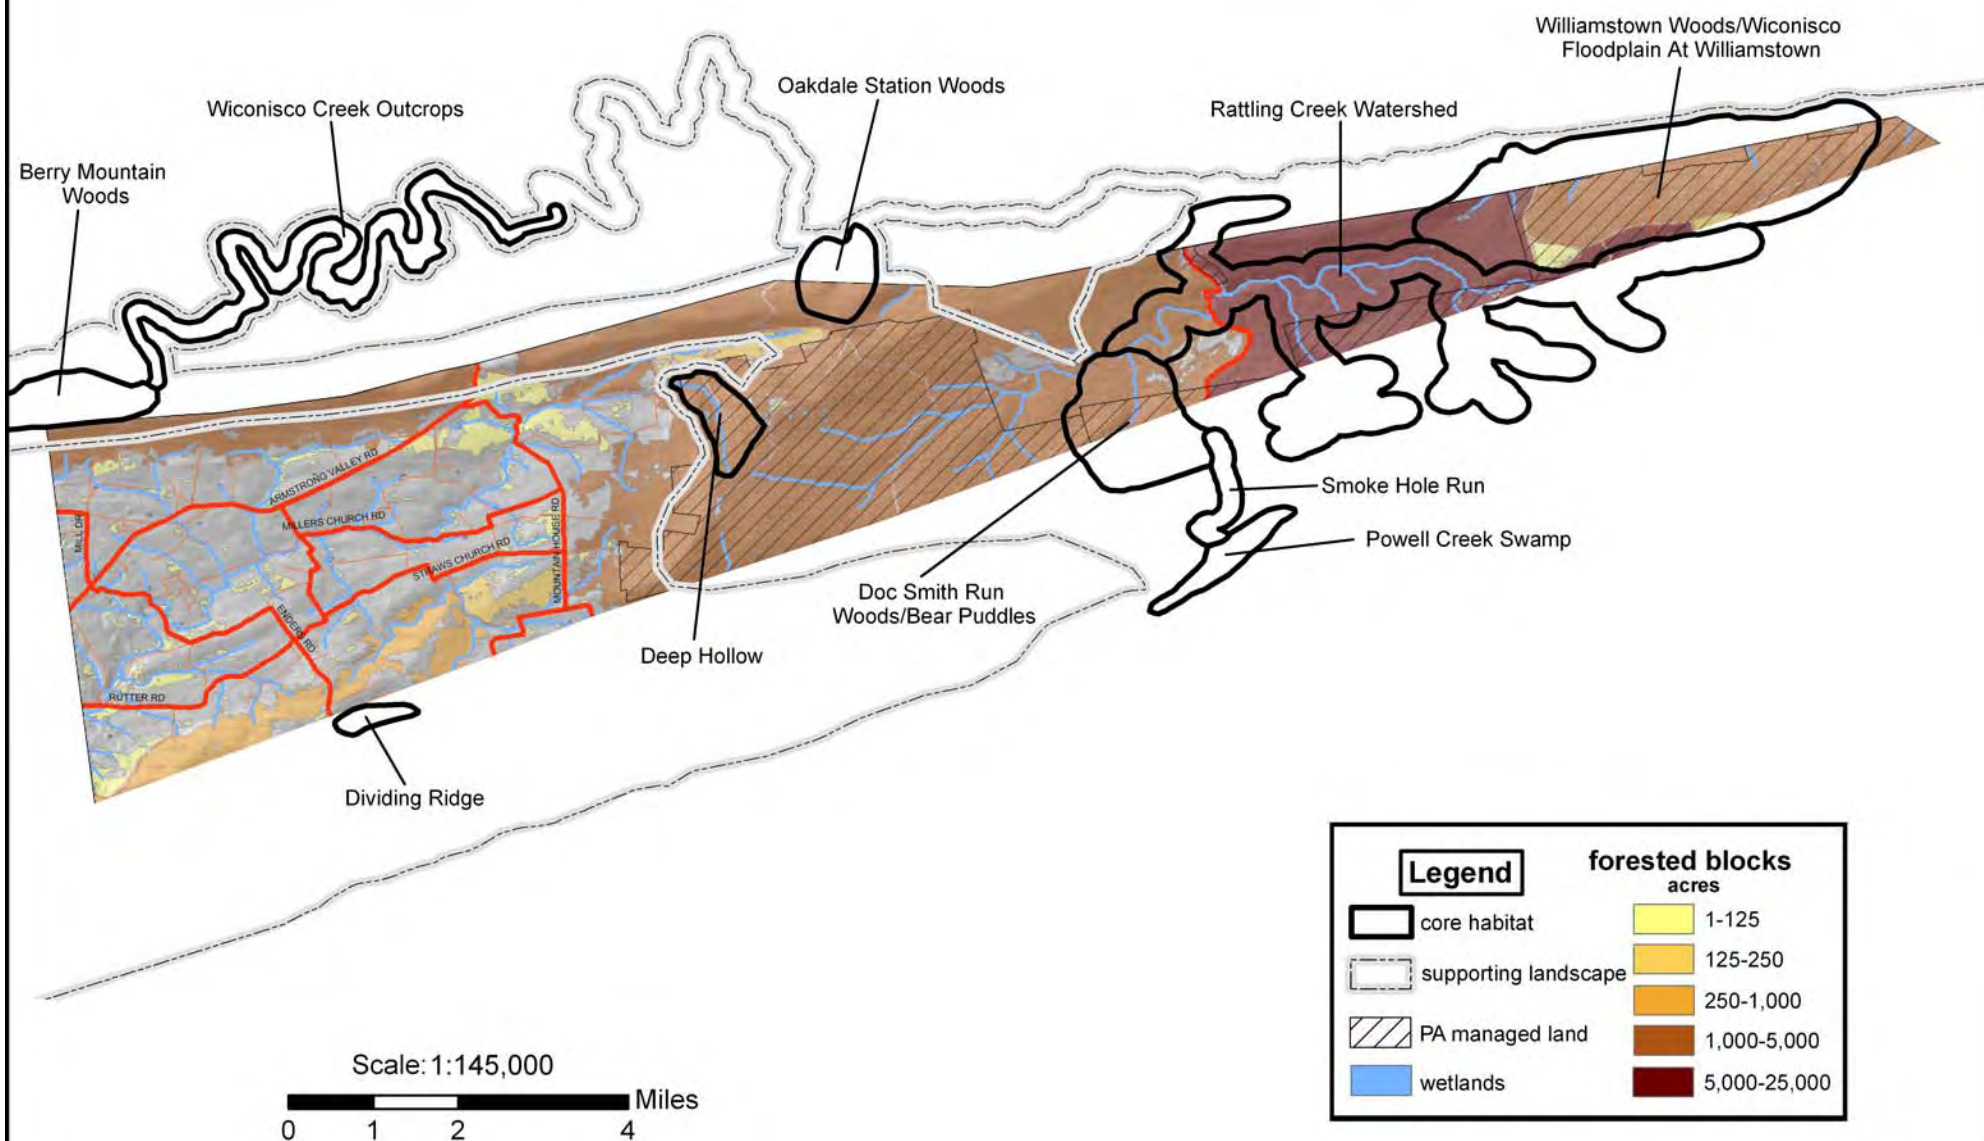 Williamstown Woods/Wiconisco
Floodplain At Williamstown
Oakdale Station Woods
Wiconisco Creek Outcrops
Rattling Creek Watershed
Berry Mountain
Woods
ARMSTRONG VALLEY RD
MILLERS CHURCH RD
MILL DR
STRAWS CHURCH RD
MOUNTAIN HOUSE RD
ENDERS RD
RUTTER RD
Smoke Hole Run
Powell Creek Swamp
Doc Smith Run
Woods/Bear Puddles
Deep Hollow
Dividing Ridge
Legend
core habitat
supporting landscape
PA managed land
wetlands
forested blocks
acres
1-125
125-250
250-1,000
1,000-5,000
5,000-25,000
Scale: 1:145,000
Miles
0 1 2 4